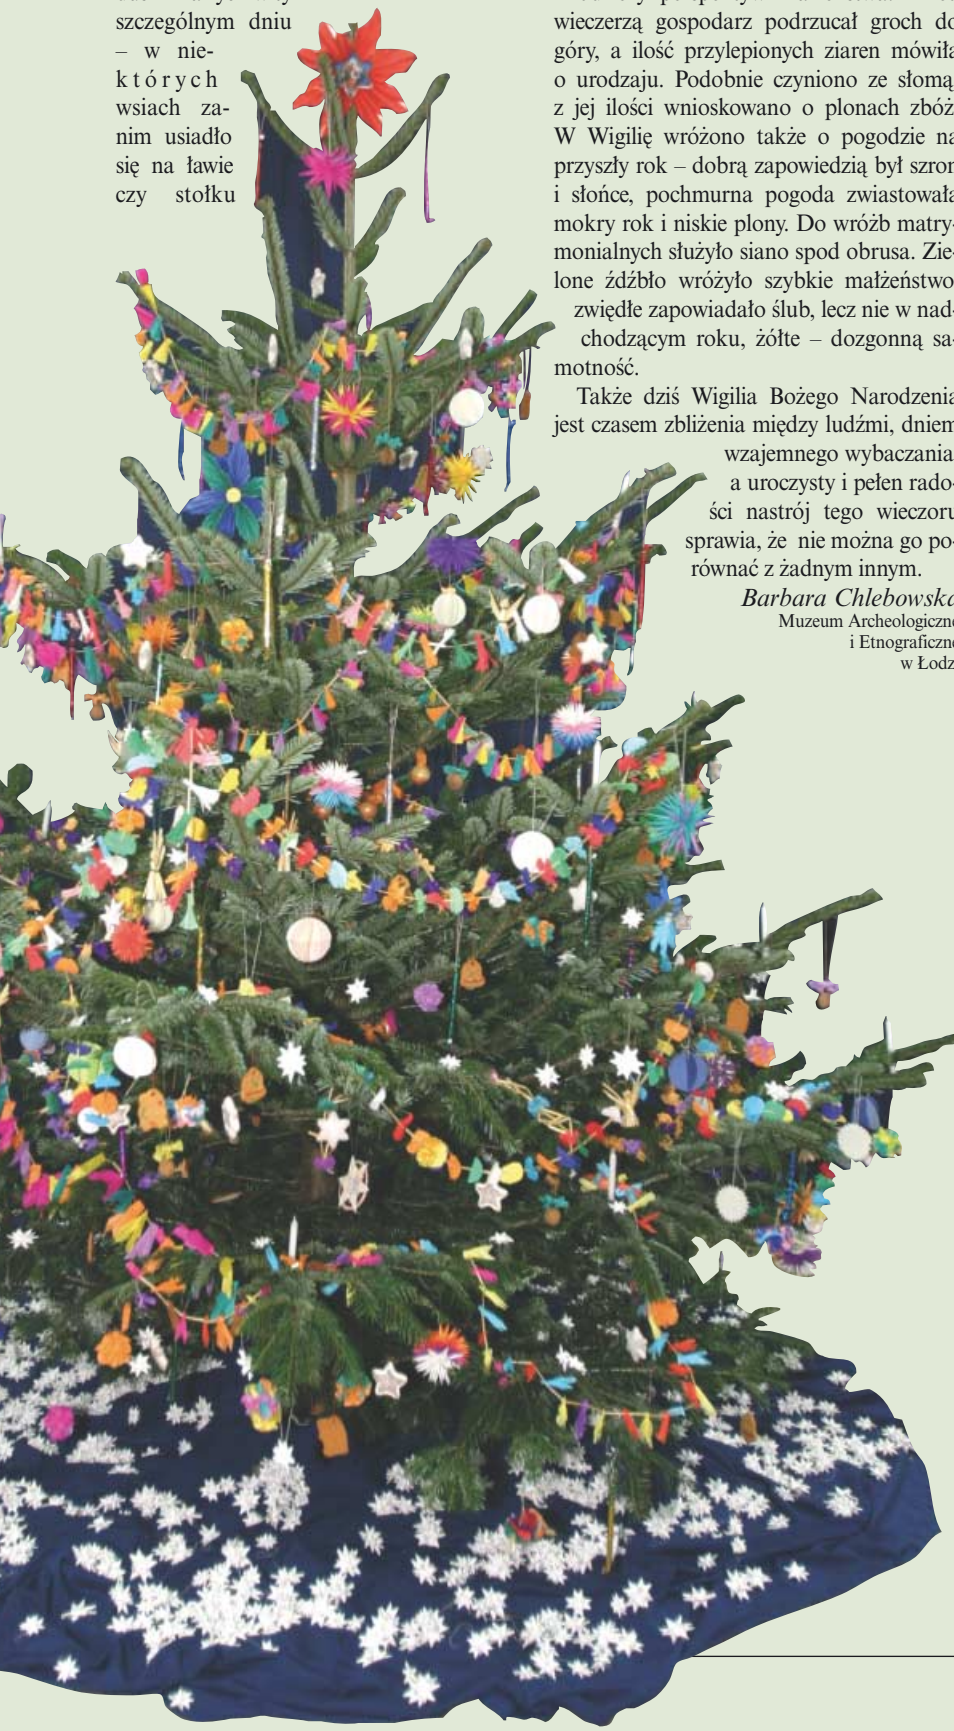 szczególnym dniu
– w nie-
których
wsiach za-
nim usiadło
się na ławie
czy stołku
wieczerzą gospodarz podrzucał groch do
góry, a ilość przylepionych ziaren mówiła
o urodzaju. Podobnie czyniono ze słomą
z jej ilości wnioskowano o plonach zbóż
W Wigilię wróżono także o pogodzie na
przyszły rok – dobrą zapowiedzią był szron
i słońce, pochmurna pogoda zwiastowała
mokry rok i niskie plony. Do wróżb matry-
monialnych służyło siano spod obrusa. Zie-
lone źdźbło wróżyło szybkie małżeństwo
zwiędłe zapowiadało ślub, lecz nie w nad-
chodzącym roku, żółte – dozgonną sa-
motność.
Także dziś Wigilia Bożego Narodzenia
jest czasem zbliżenia między ludźmi, dniem
wzajemnego wybaczania
a uroczysty i pełen rado-
ści nastrój tego wieczoru
sprawia, że nie można go po-
równać z żadnym innym.
Barbara Chlebowska
Muzeum Archeologiczne
i Etnograficzne
w Łodz